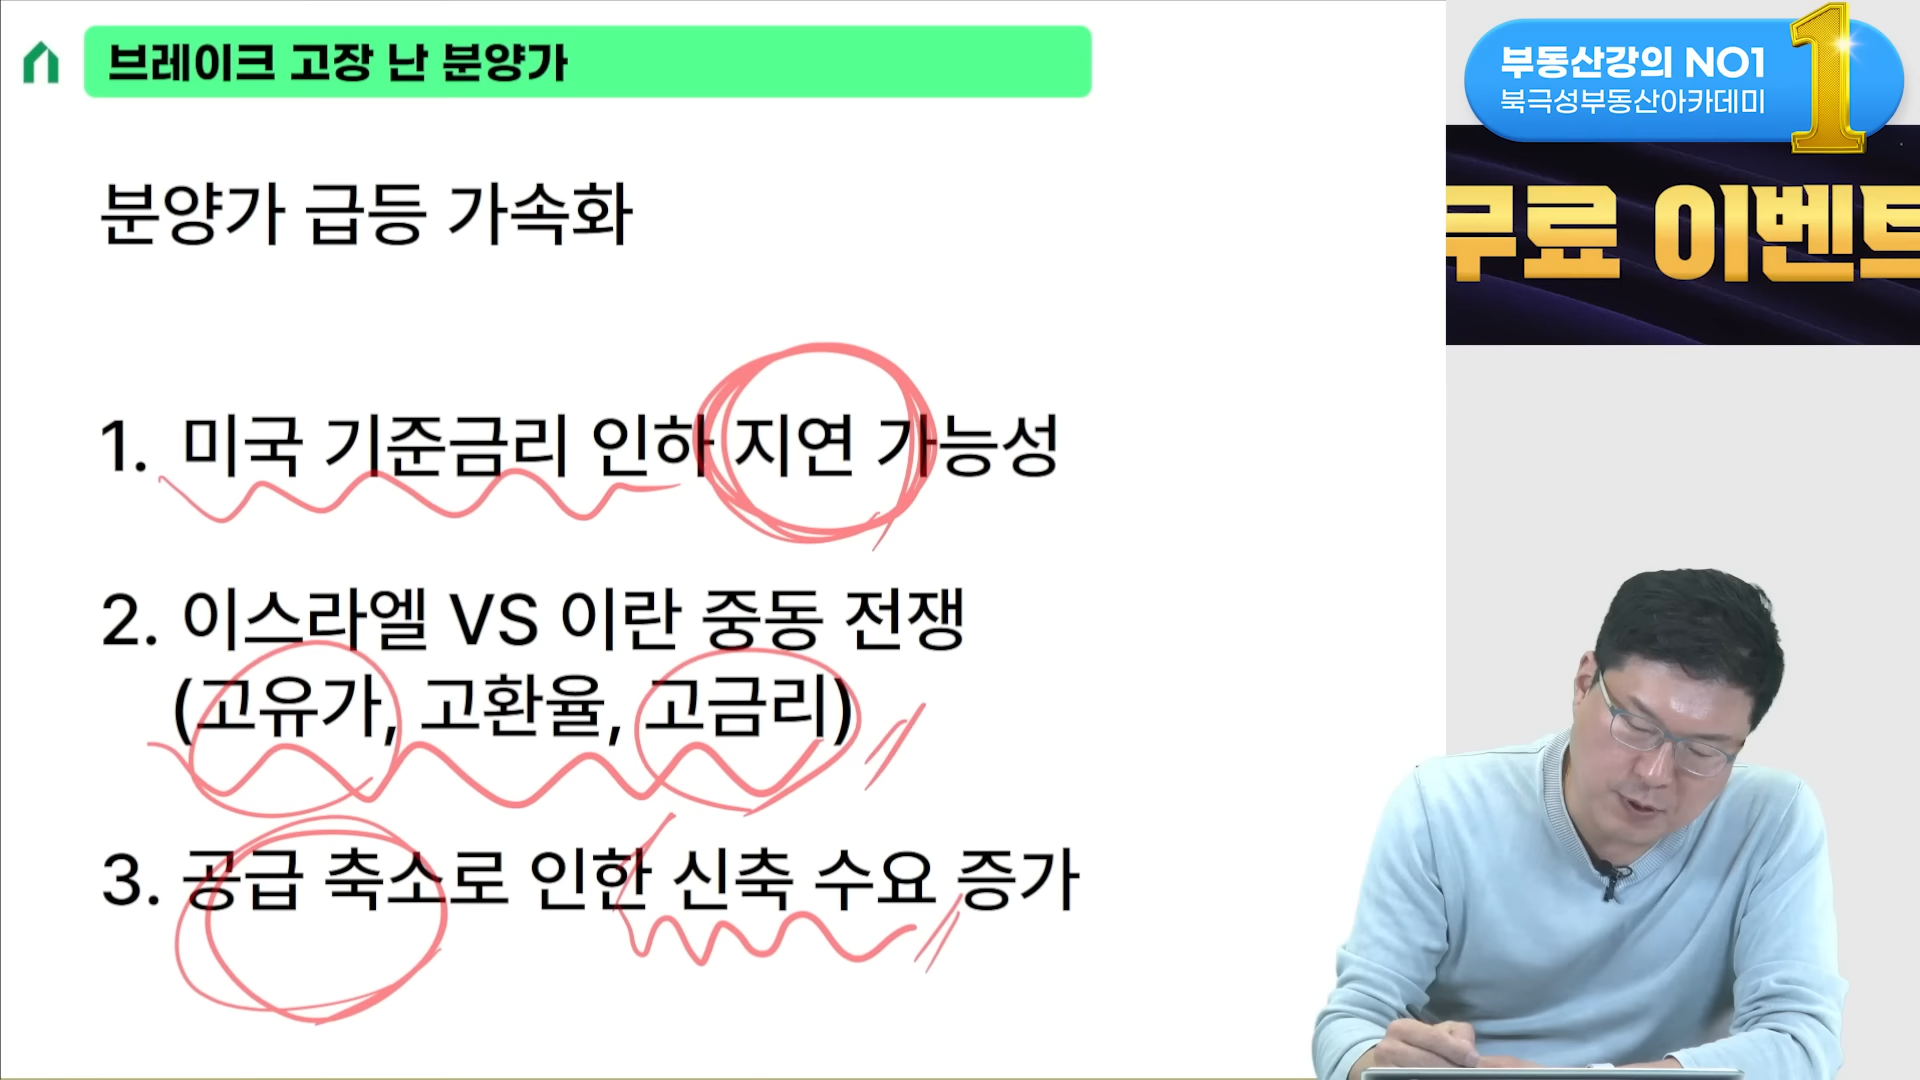 브레이크 고장 난 분양가
분양가 급등 가속화
1. 미국 기준금리 인하 지연 가능성
2. 이스라엘 VS 이란 중동 전쟁
(고유가, 고환율, 고금리)
3. 공급 축소로 인한 신축 수요 증가
부동산강의 NO1
북극성부동산아카데미
1
무료 이벤트